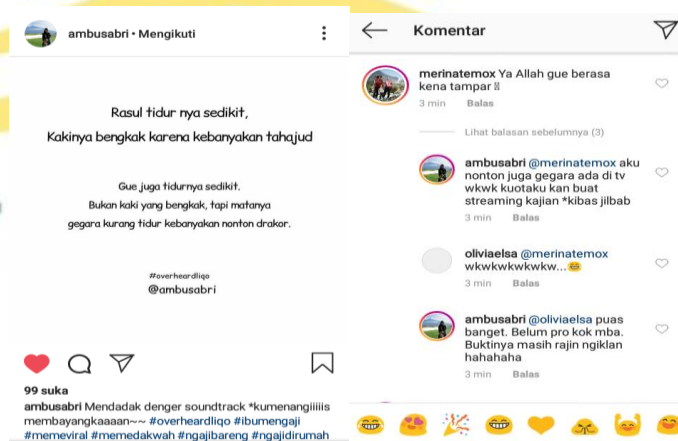 ambusabri • Mengikuti
Rasul tidur nya sedikit,
Kakinya bengkak karena kebanyakan tahajud
Gue juga tidurnya sedikit.
Bukan kaki yang bengkak, tapi matanya
gegara kurang tidur kebanyakan nonton drakor.
#overheardliqo
@ambusabri
99 suka
ambusabri Mendadak denger soundtrack *kumenangiiiiis
membayangkaaaan~~ #overheardliqo #ibumengaji
#memeviral #memedakwah #ngajibareng #ngajidirumah
Komentar
merinatemox Ya Allah gue berasa
kena tampar
3 min Balas
Lihat balasan sebelumnya (3)
ambusabri @merinatemox aku
nonton juga gegara ada di tv
wkwk kuotaku kan buat
streaming kajian *kibas jilbab
3 min Balas
oliviaelsa @merinatemox
wkwkwkwkwkw...😂
3 min Balas
ambusabri @oliviaelsa puas
banget. Belum pro kok mba.
Buktinya masih rajin ngiklan
hahahaha
3 min Balas